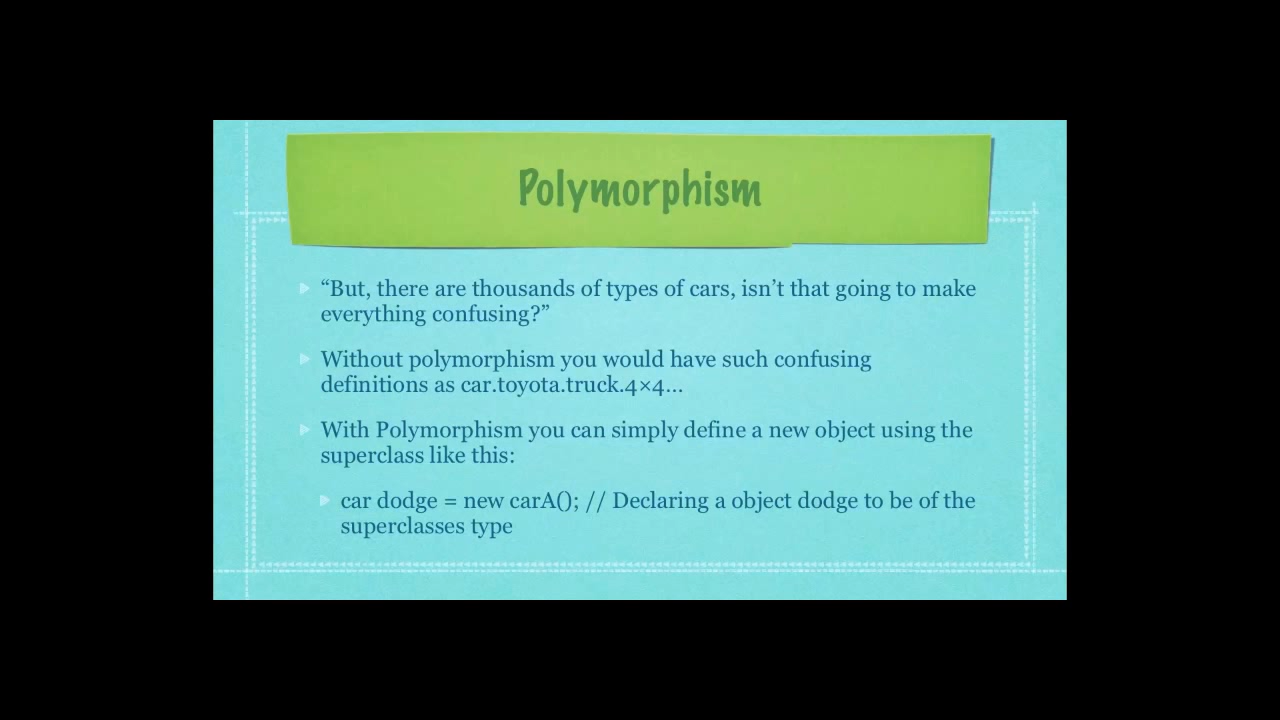 Polymorphism
“But, there are thousands of types of cars, isn’t that going to make
everything confusing?”
Without polymorphism you would have such confusing
definitions as car.toyota.truck.4×4...
With Polymorphism you can simply define a new object using the
superclass like this:
car dodge = new carA(); // Declaring a object dodge to be of the
superclasses type